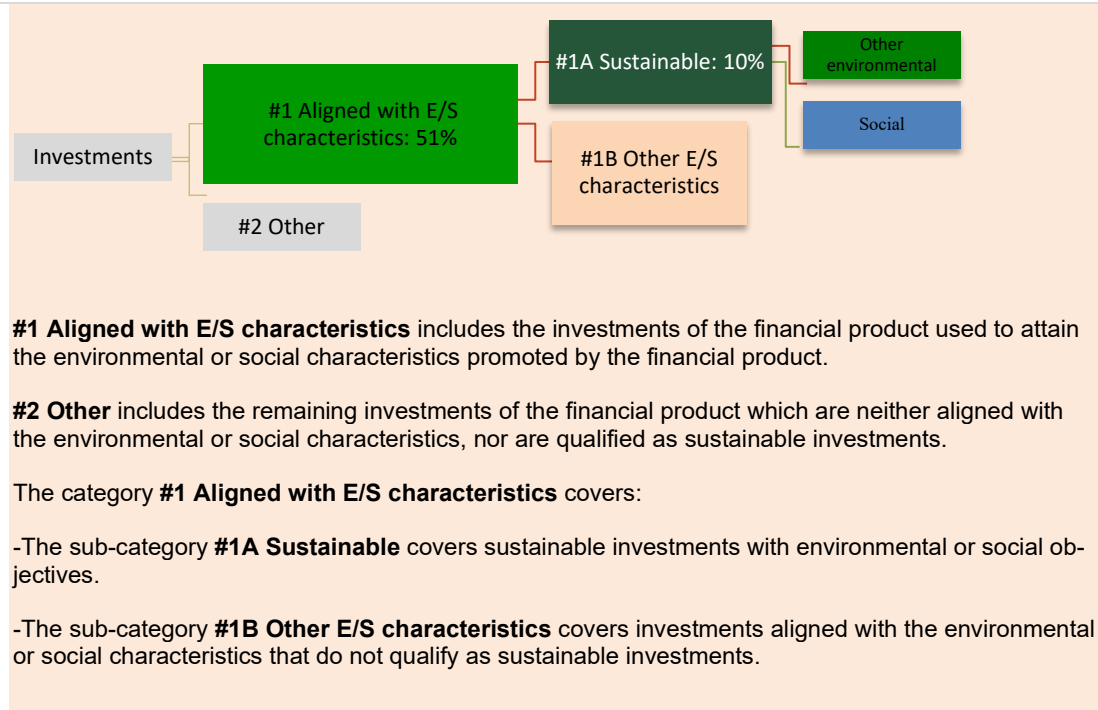 Investments
#1 Aligned with E/S
characteristics: 51%
#2 Other
#1A Sustainable: 10%
#1B Other E/S
characteristics
Other
environmental
Social
#1 Aligned with E/S characteristics includes the investments of the financial product used to attain
the environmental or social characteristics promoted by the financial product.
#2 Other includes the remaining investments of the financial product which are neither aligned with
the environmental or social characteristics, nor are qualified as sustainable investments.
The category #1 Aligned with E/S characteristics covers:
-The sub-category #1A Sustainable covers sustainable investments with environmental or social ob-
jectives.
-The sub-category #1B Other E/S characteristics covers investments aligned with the environmental
or social characteristics that do not qualify as sustainable investments.